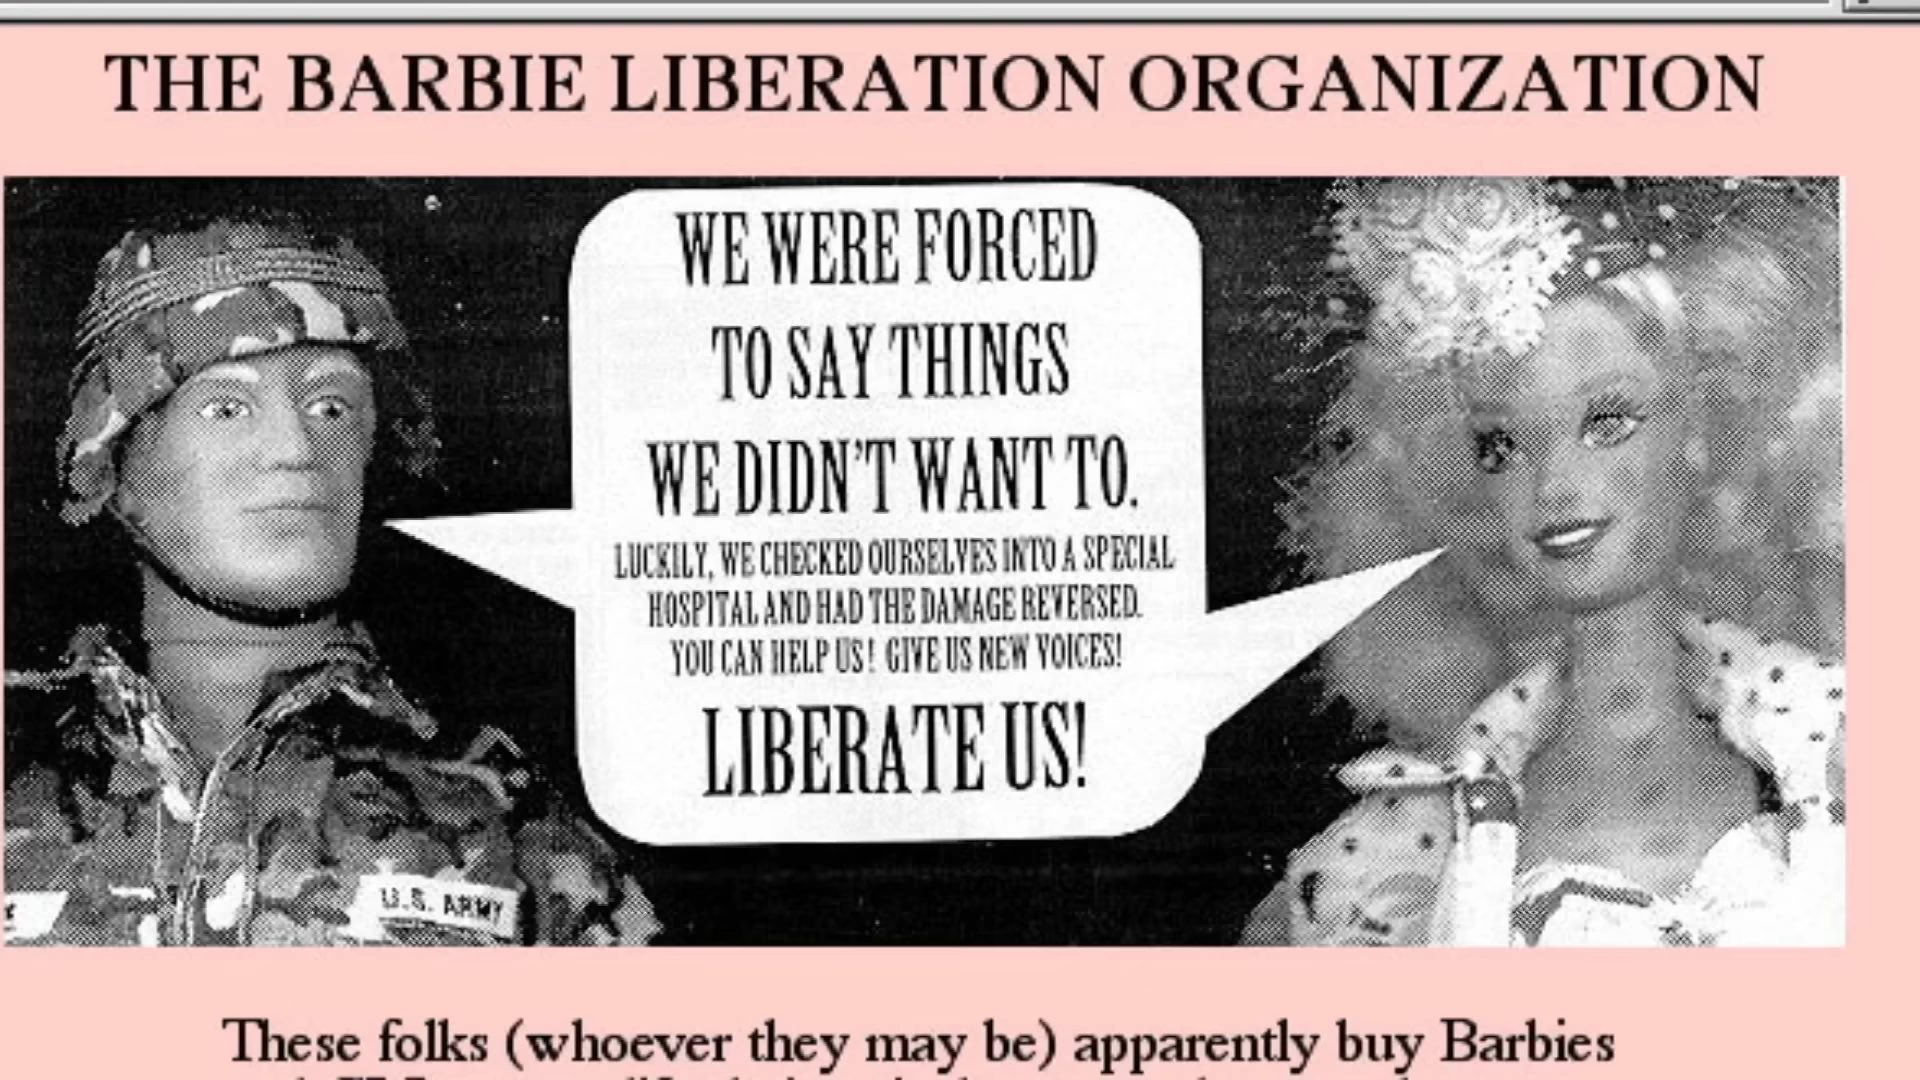 THE BARBIE LIBERATION ORGANIZATION
WE WERE FORCED
TO SAY THINGS
WE DIDN'T WANT TO.
LUCKILY, WE CHECKED OURSELVES INTO A SPECIAL
HOSPITAL AND HAD THE DAMAGE REVERSED.
YOU CAN HELP US! GIVE US NEW VOICES!
LIBERATE US!
U.S. ARMY
These folks (whoever they may be) apparently buy Barbies